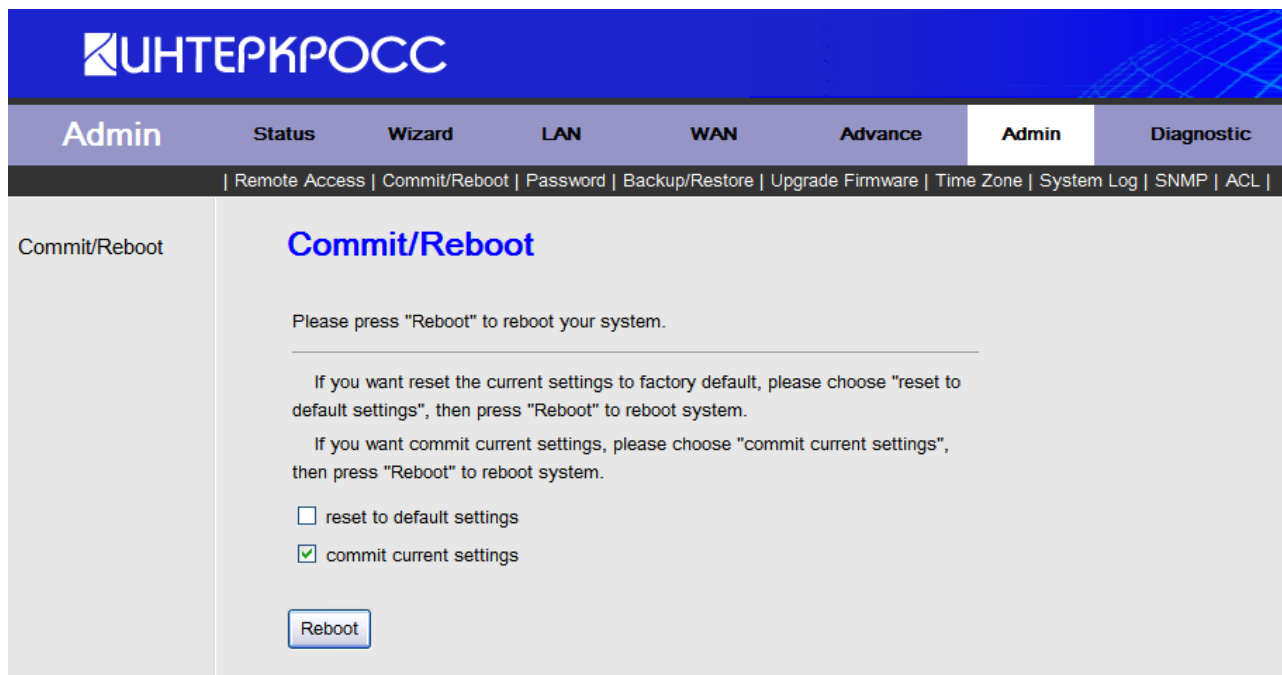 ИНТЕРКРОСС
Admin
Status Wizard LAN WAN Advance Admin Diagnostic
| Remote Access | Commit/Reboot | Password | Backup/Restore | Upgrade Firmware | Time Zone | System Log | SNMP | ACL |
Commit/Reboot
Commit/Reboot
Please press "Reboot" to reboot your system.
If you want reset the current settings to factory default, please choose "reset to
default settings", then press "Reboot" to reboot system.
If you want commit current settings, please choose "commit current settings",
then press "Reboot" to reboot system.
reset to default settings
commit current settings
Reboot